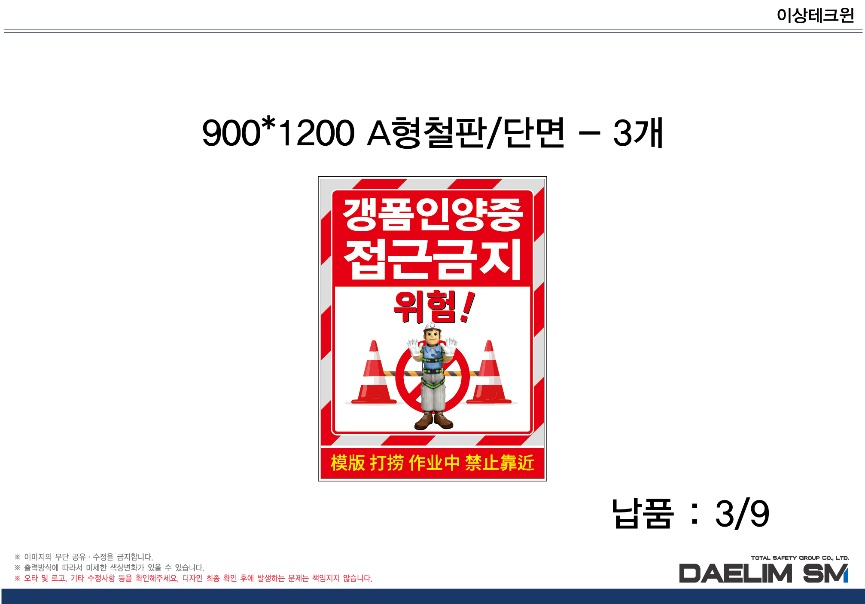 이상테크윈
900*1200 A형철판/단면 – 3개
갱폼인양중
접근금지
위험!
模版 打捞 作业中 禁止靠近
납품 : 3/9
※ 이미지의 무단 공유·수정을 금지합니다.
※ 출력방식에 따라서 미세한 색상변화가 있을 수 있습니다.
※ 오타 및 로고, 기타 수정사항 등을 확인해주세요. 디자인 최종 확인 후에 발생하는 문제는 책임지지 않습니다.
TOTAL SAFETY GROUP CO., LTD.
DAELIM SM